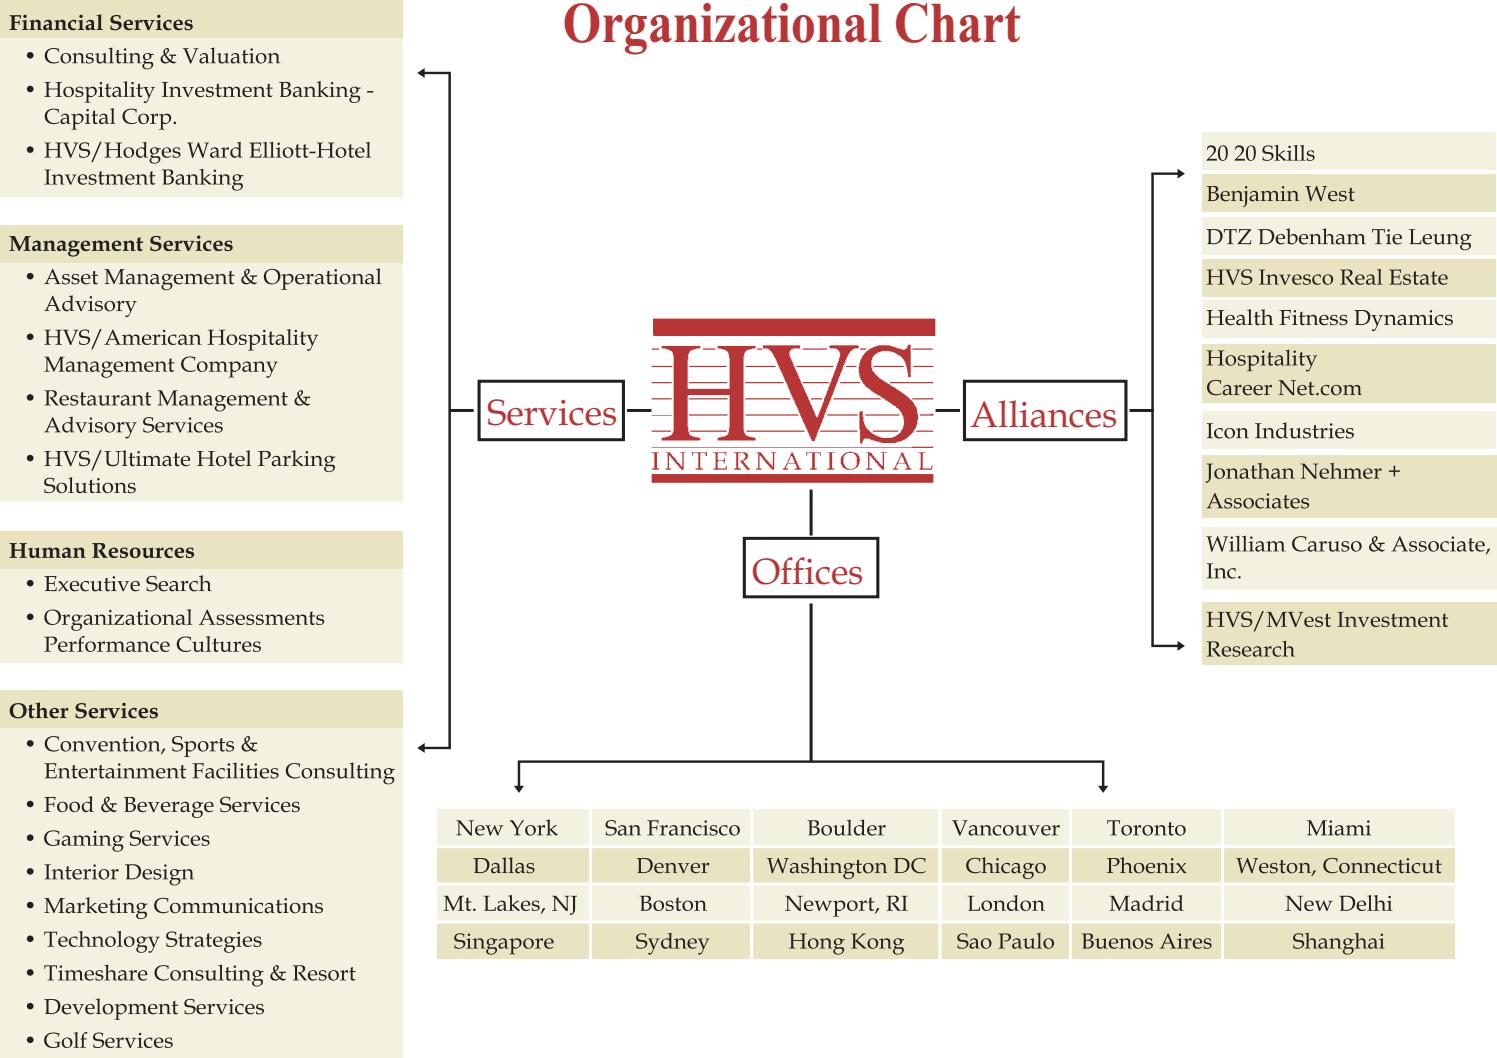 Organizational Chart
Financial Services
• Consulting & Valuation
• Hospitality Investment Banking -
Capital Corp.
• HVS/Hodges Ward Elliott-Hotel
Investment Banking
Management Services
• Asset Management & Operational
Advisory
• HVS/American Hospitality
Management Company
• Restaurant Management &
Advisory Services
• HVS/Ultimate Hotel Parking
Solutions
Human Resources
• Executive Search
• Organizational Assessments
Performance Cultures
Other Services
• Convention, Sports &
Entertainment Facilities Consulting
• Food & Beverage Services
• Gaming Services
• Interior Design
• Marketing Communications
• Technology Strategies
• Timeshare Consulting & Resort
• Development Services
• Golf Services
Services
HVS
INTERNATIONAL
Alliances
Offices
20 20 Skills
Benjamin West
DTZ Debenham Tie Leung
HVS Invesco Real Estate
Health Fitness Dynamics
Hospitality
Career Net.com
Icon Industries
Jonathan Nehmer +
Associates
William Caruso & Associate,
Inc.
HVS/MVest Investment
Research
New York San Francisco Boulder Vancouver Toronto Miami
Dallas Denver Washington DC Chicago Phoenix Weston, Connecticut
Mt. Lakes, NJ Boston Newport, RI London Madrid New Delhi
Singapore Sydney Hong Kong Sao Paulo Buenos Aires Shanghai